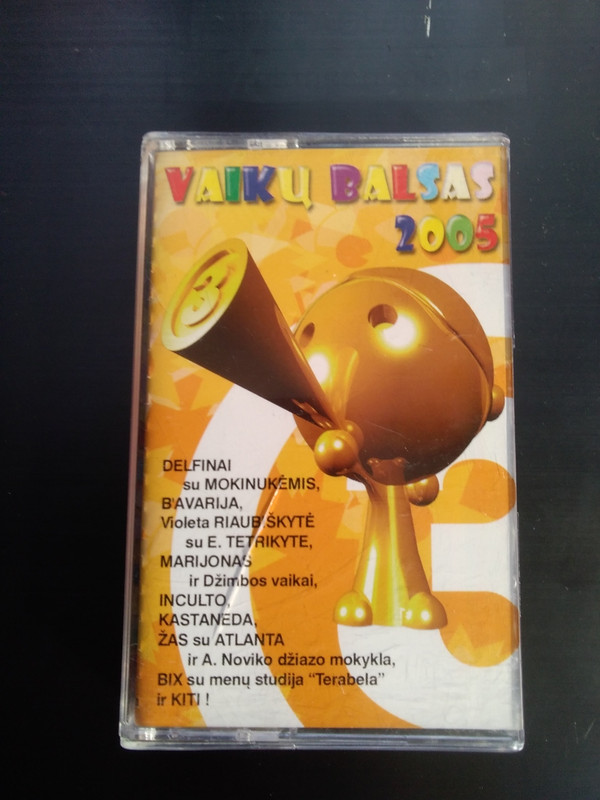 VAIKŲ BALSAS
2005
DELFINAI
su MOKINUKĖMIS,
B'AVARIJA,
Violeta RIAUBIŠKYTĖ
su E. TETRIKYTE,
MARIJONAS
ir Džimbos vaikai,
INCULTO,
KASTANEDA,
ŽAS su ATLANTA
ir A. Noviko džiazo mokykla,
BIX su menų studija "Terabela"
ir KITI !